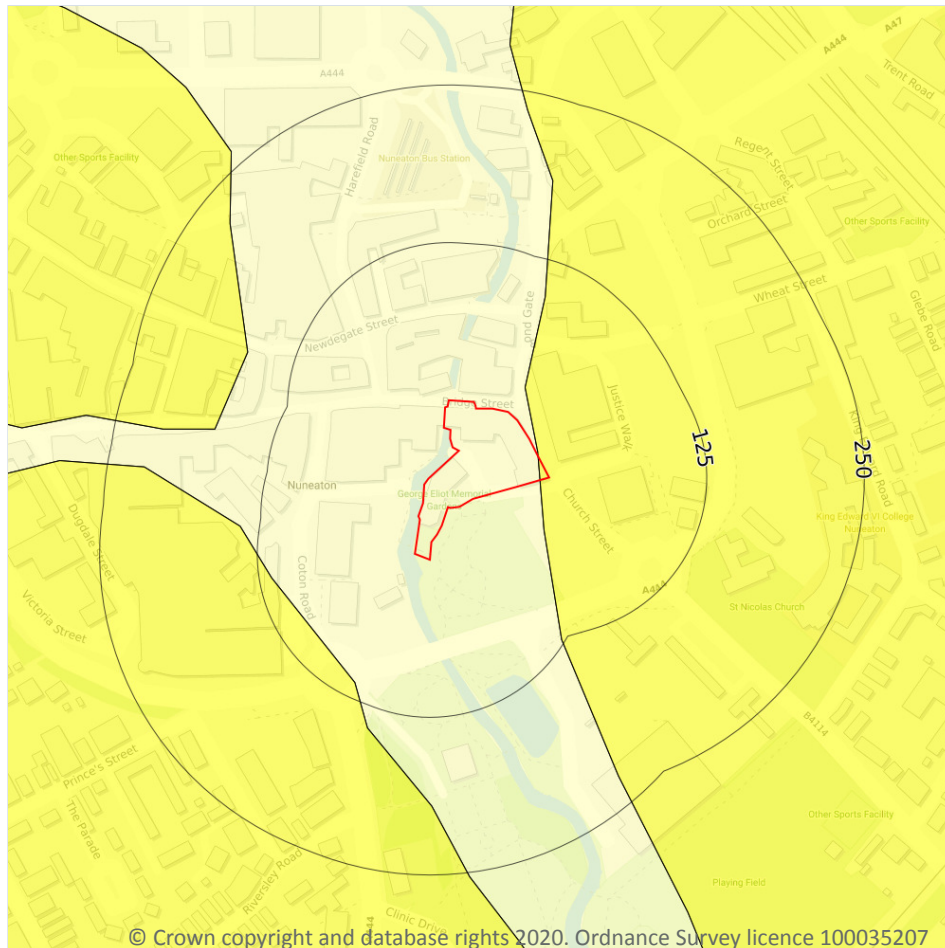 A47
A444
A444
Trent Road
Other Sports Facility
Harefield Road
Nuneaton Bus Station
Regent Street
Orchard Street
Other Sports Facility
Wheat Street
Glebe Road
ond Gate
Newdegate Street
Bridge Street
Justice Walk
125
250
Nuneaton
George Eliot Memorial
Church Street
King Edward VI College
Nuneaton
Dugdale Street
Coton Road
A444
St Nicolas Church
Victoria Street
B4114
Prince's Street
The Parade
Other Sports Facility
Riversley Road
Playing Field
Clinic Drive
© Crown copyright and database rights 2020. Ordnance Survey licence 100035207